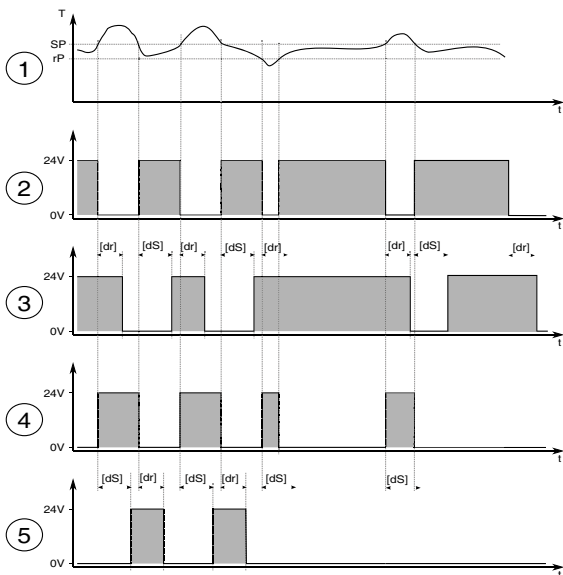 T
SP
rP
1
t
24V
2
0V
t
[dr] [dS] [dr] [dS] [dr] [dr] [dS] [dr]
24V
3
0V
t
24V
4
0V
t
[dS] [dr] [dS] [dr] [dS] [dS]
24V
5
0V
t